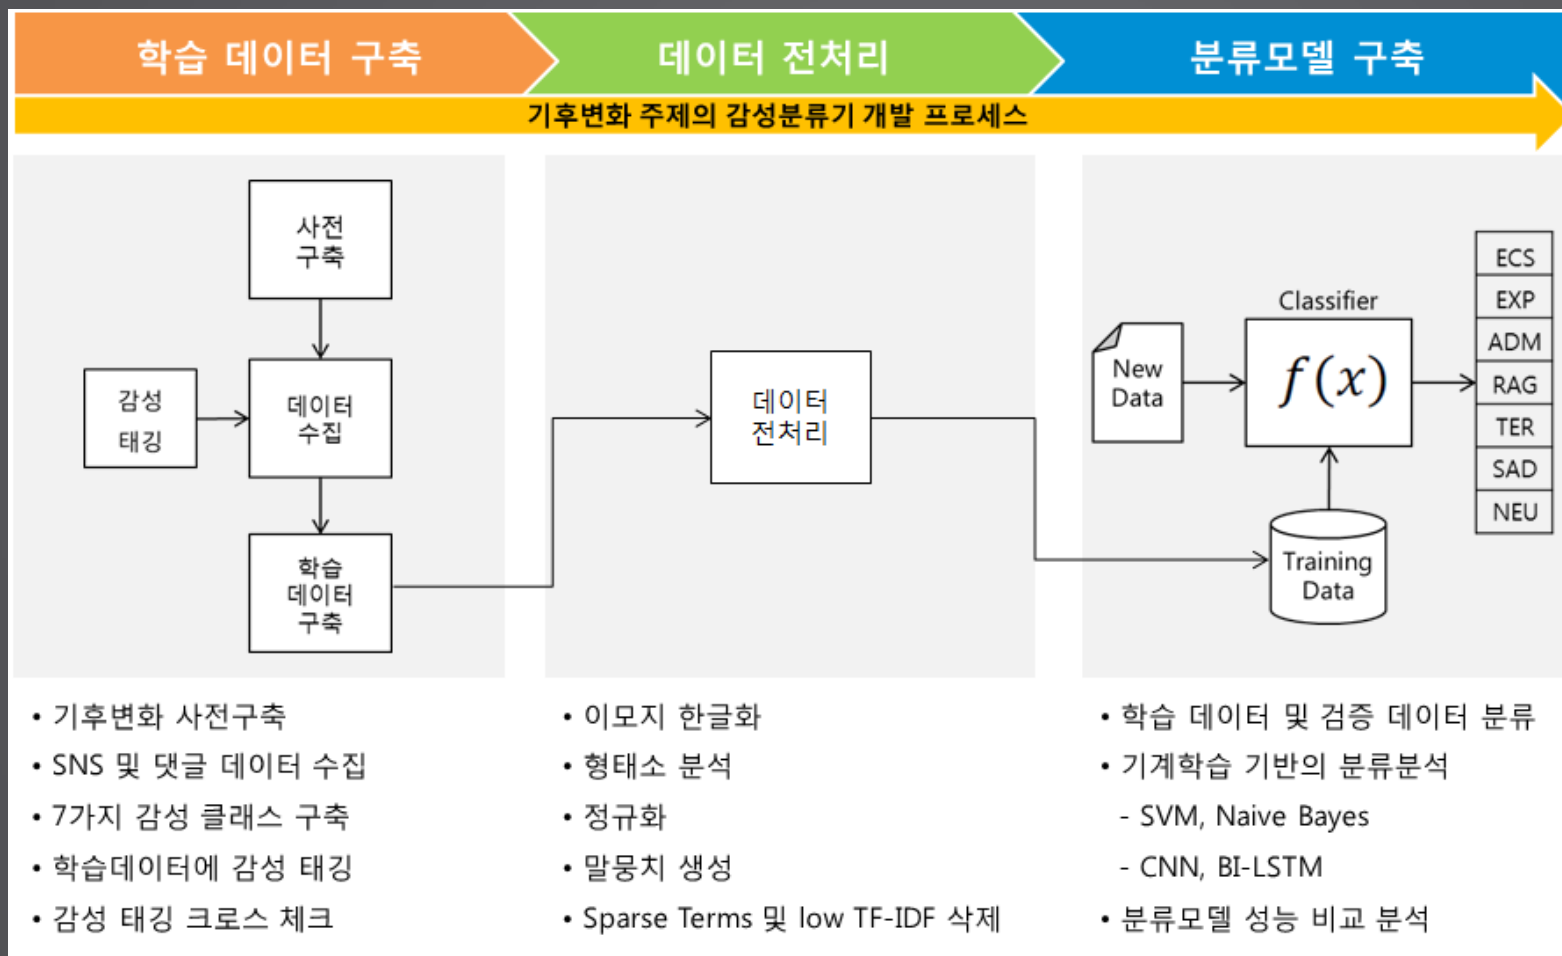 학습 데이터 구축
데이터 전처리
분류모델 구축
기후변화 주제의 감성분류기 개발 프로세스
사전
구축
감성
태깅
데이터
수집
학습
데이터
구축
데이터
전처리
New
Data
Classifier
f(x)
Training
Data
ECS
EXP
ADM
RAG
TER
SAD
NEU
• 기후변화 사전구축
• SNS 및 댓글 데이터 수집
• 7가지 감성 클래스 구축
• 학습데이터에 감성 태깅
• 감성 태깅 크로스 체크
• 이모지 한글화
• 형태소 분석
• 정규화
• 말뭉치 생성
• Sparse Terms 및 low TF-IDF 삭제
• 학습 데이터 및 검증 데이터 분류
• 기계학습 기반의 분류분석
- SVM, Naive Bayes
- CNN, BI-LSTM
• 분류모델 성능 비교 분석